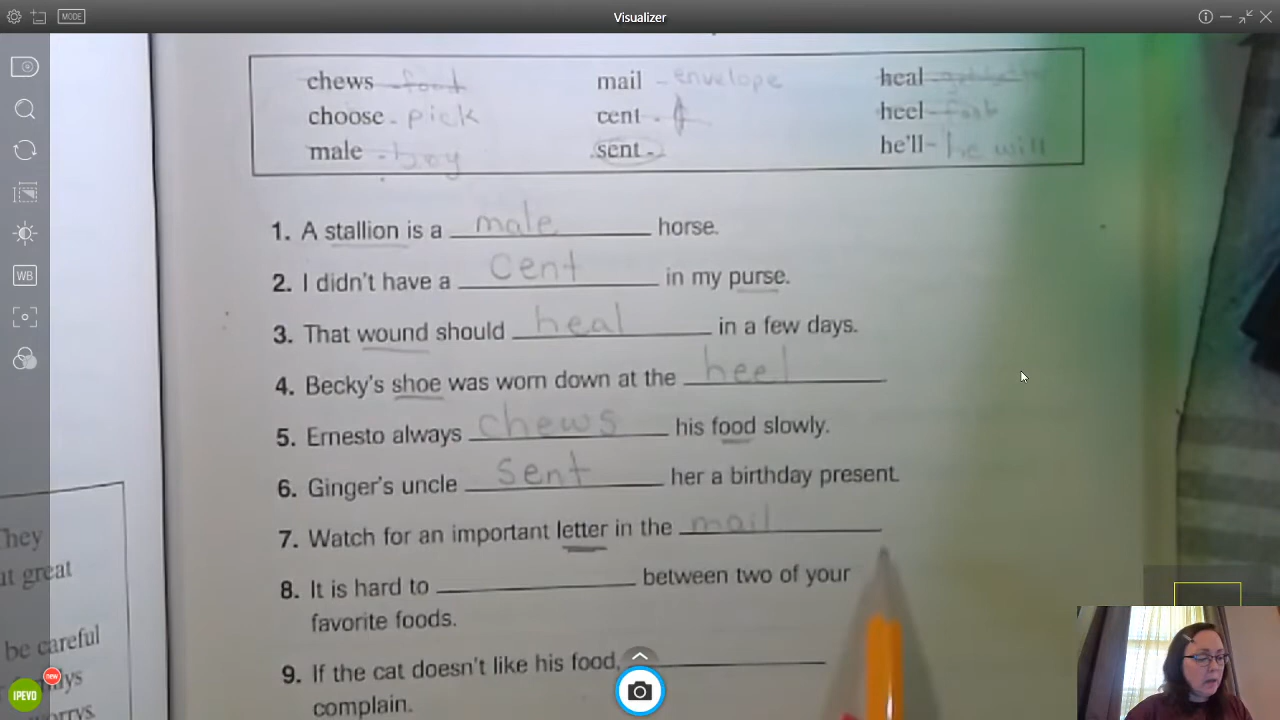 MODE
Visualizer
chews - food mail - envelope heal
choose - pick cent - ¢ heel - foot
male - boy sent - he'll - he will
1. A stallion is a male horse.
2. I didn't have a cent in my purse.
3. That wound should heal in a few days.
4. Becky's shoe was worn down at the heel
5. Ernesto always chews his food slowly.
6. Ginger's uncle sent her a birthday present.
7. Watch for an important letter in the mail
8. It is hard to ____ between two of your
favorite foods.
9. If the cat doesn't like his food, ____
complain.
WB
They
at great
be careful
new
IPEVO